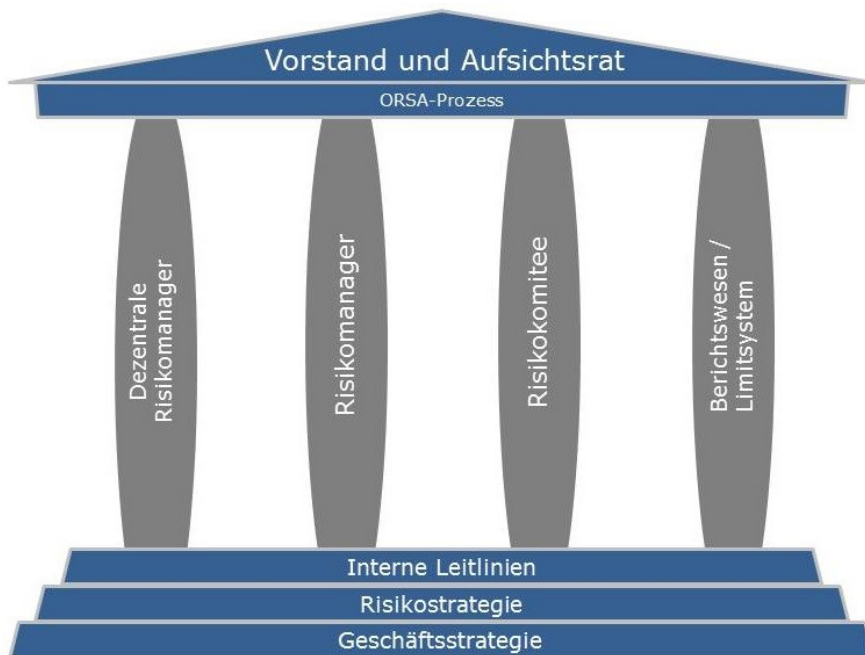 Vorstand und Aufsichtsrat
ORSA-Prozess
Dezentrale
Risikomanager
Risikomanager
Risikokomitee
Berichtswesen /
Limitsystem
Interne Leitlinien
Risikostrategie
Geschäftsstrategie